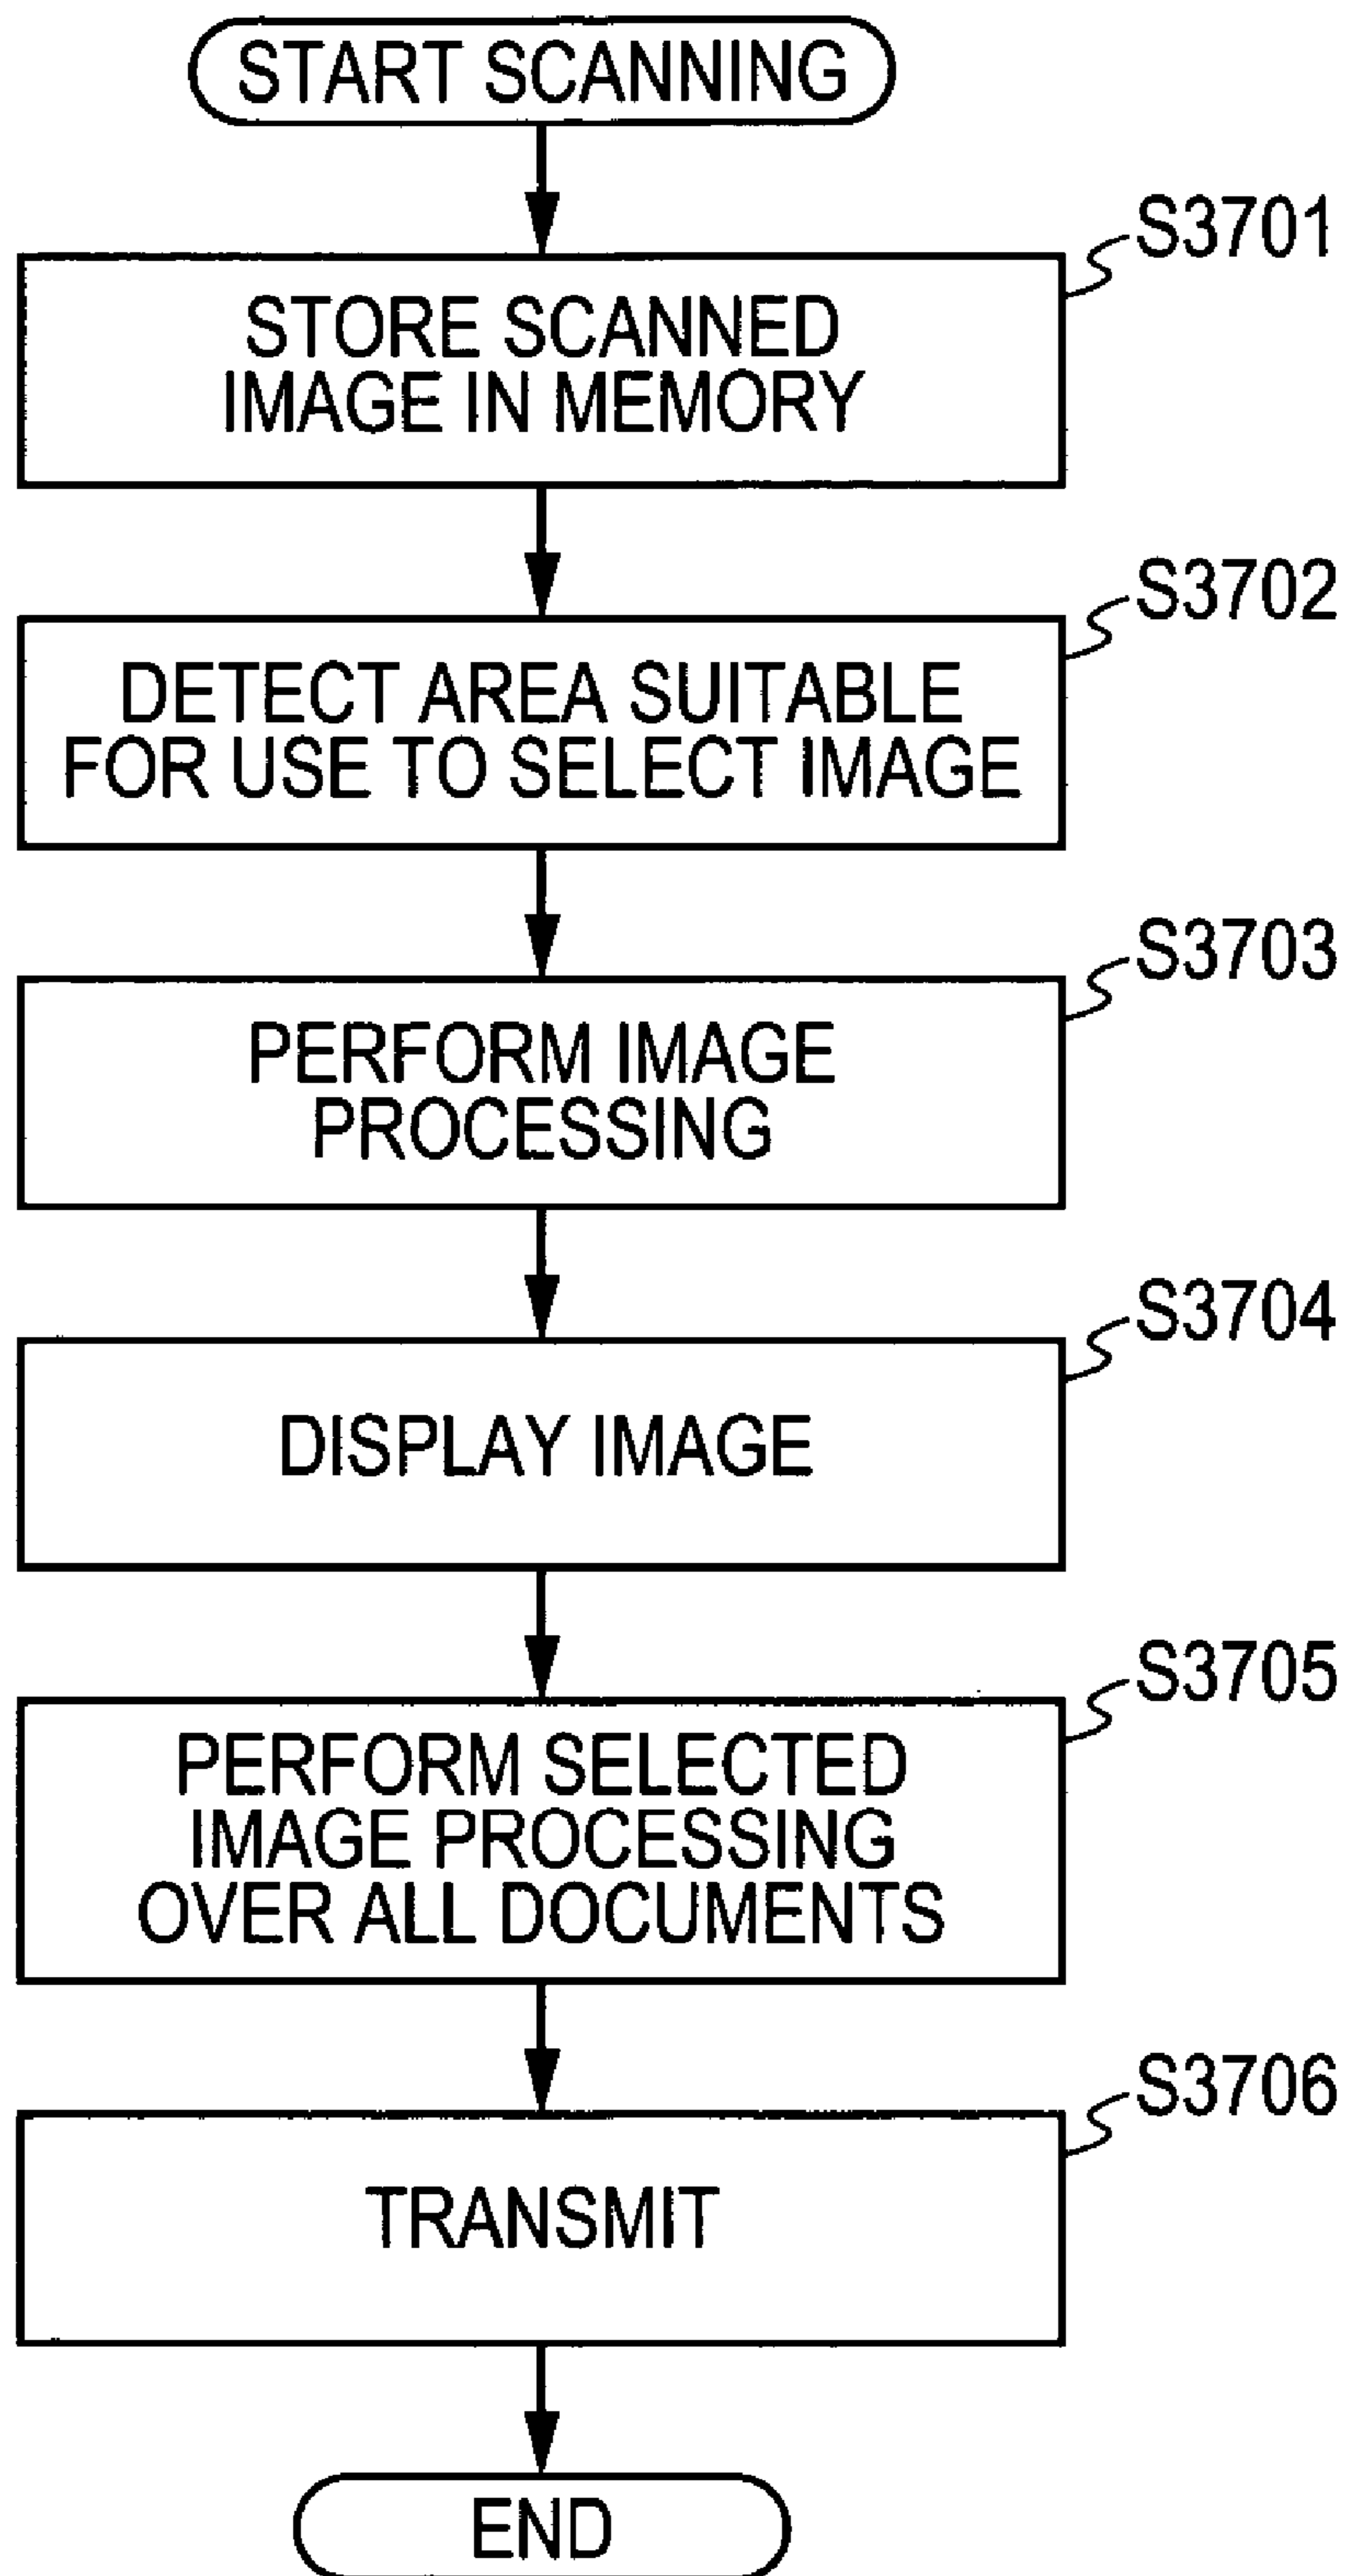 START SCANNING
S3701
STORE SCANNED
IMAGE IN MEMORY
S3702
DETECT AREA SUITABLE
FOR USE TO SELECT IMAGE
S3703
PERFORM IMAGE
PROCESSING
S3704
DISPLAY IMAGE
S3705
PERFORM SELECTED
IMAGE PROCESSING
OVER ALL DOCUMENTS
S3706
TRANSMIT
END